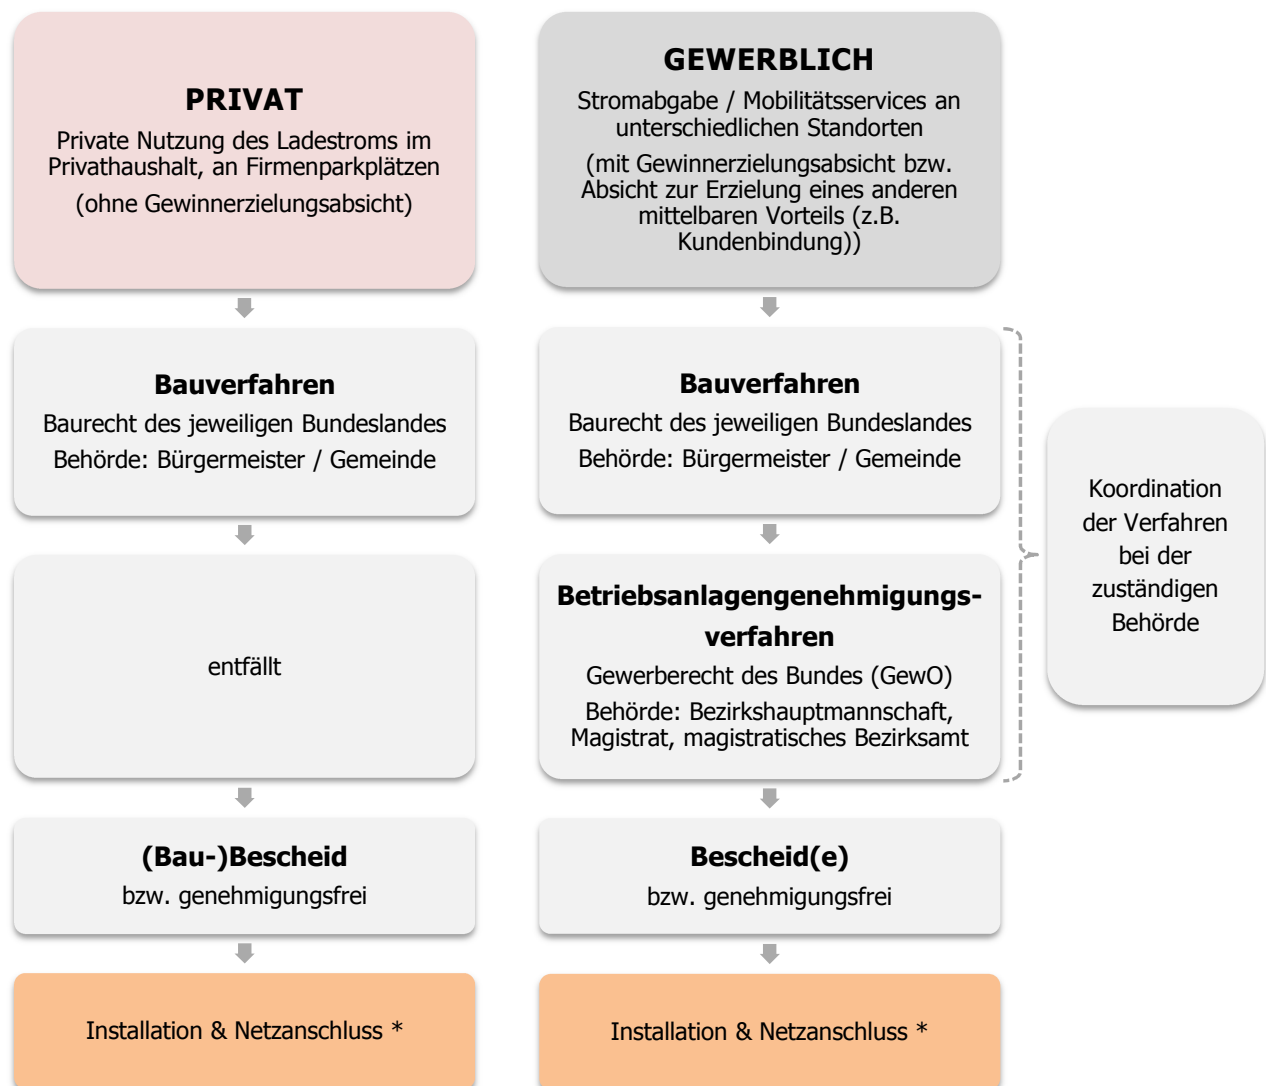 PRIVAT
Private Nutzung des Ladestroms im
Privathaushalt, an Firmenparkplätzen
(ohne Gewinnerzielungsabsicht)
GEWERBLICH
Stromabgabe / Mobilitätsservices an
unterschiedlichen Standorten
(mit Gewinnerzielungsabsicht bzw.
Absicht zur Erzielung eines anderen
mittelbaren Vorteils (z.B.
Kundenbindung))
Bauverfahren
Baurecht des jeweiligen Bundeslandes
Behörde: Bürgermeister / Gemeinde
Bauverfahren
Baurecht des jeweiligen Bundeslandes
Behörde: Bürgermeister / Gemeinde
entfällt
Betriebsanlagengenehmigungs-
verfahren
Gewerberecht des Bundes (GewO)
Behörde: Bezirkshauptmannschaft,
Magistrat, magistratisches Bezirksamt
Koordination
der Verfahren
bei der
zuständigen
Behörde
(Bau-)Bescheid
bzw. genehmigungsfrei
Bescheid(e)
bzw. genehmigungsfrei
Installation & Netzanschluss *
Installation & Netzanschluss *